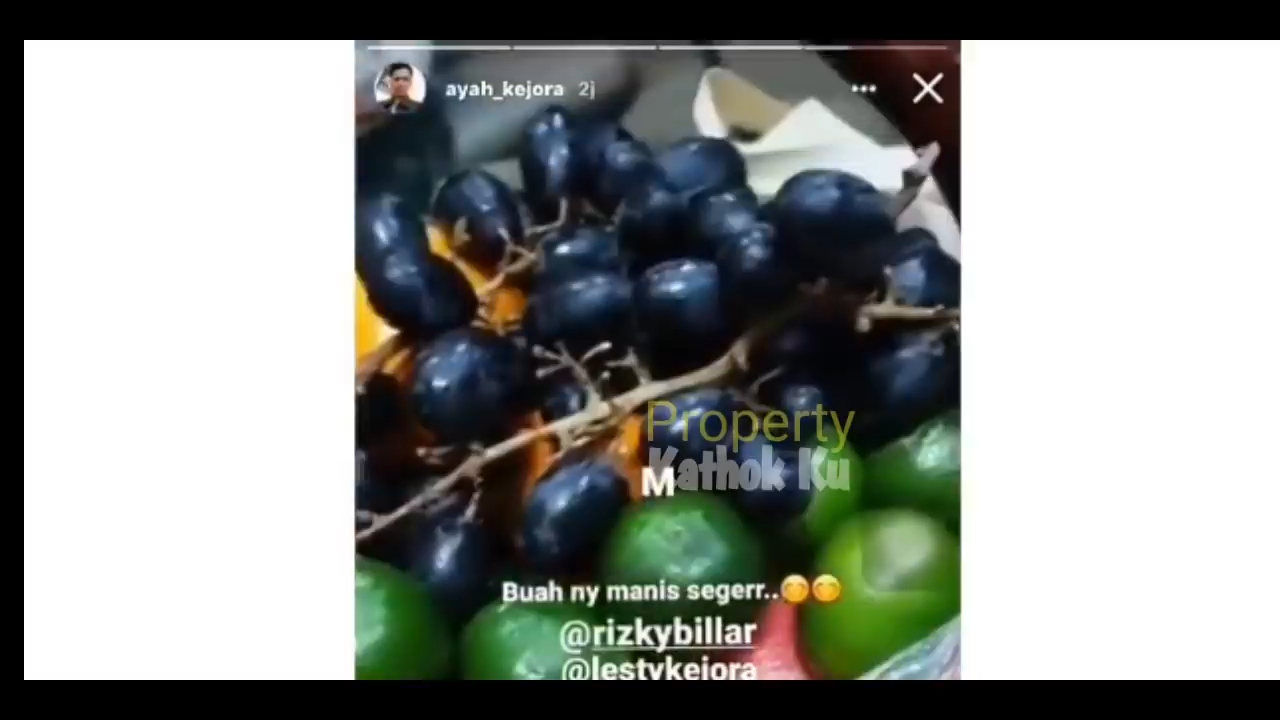 ayah_kejora 2j
Property
Kathok Ku
M
Buah ny manis segerr..😋😋
@rizkybillar
@lestykejora